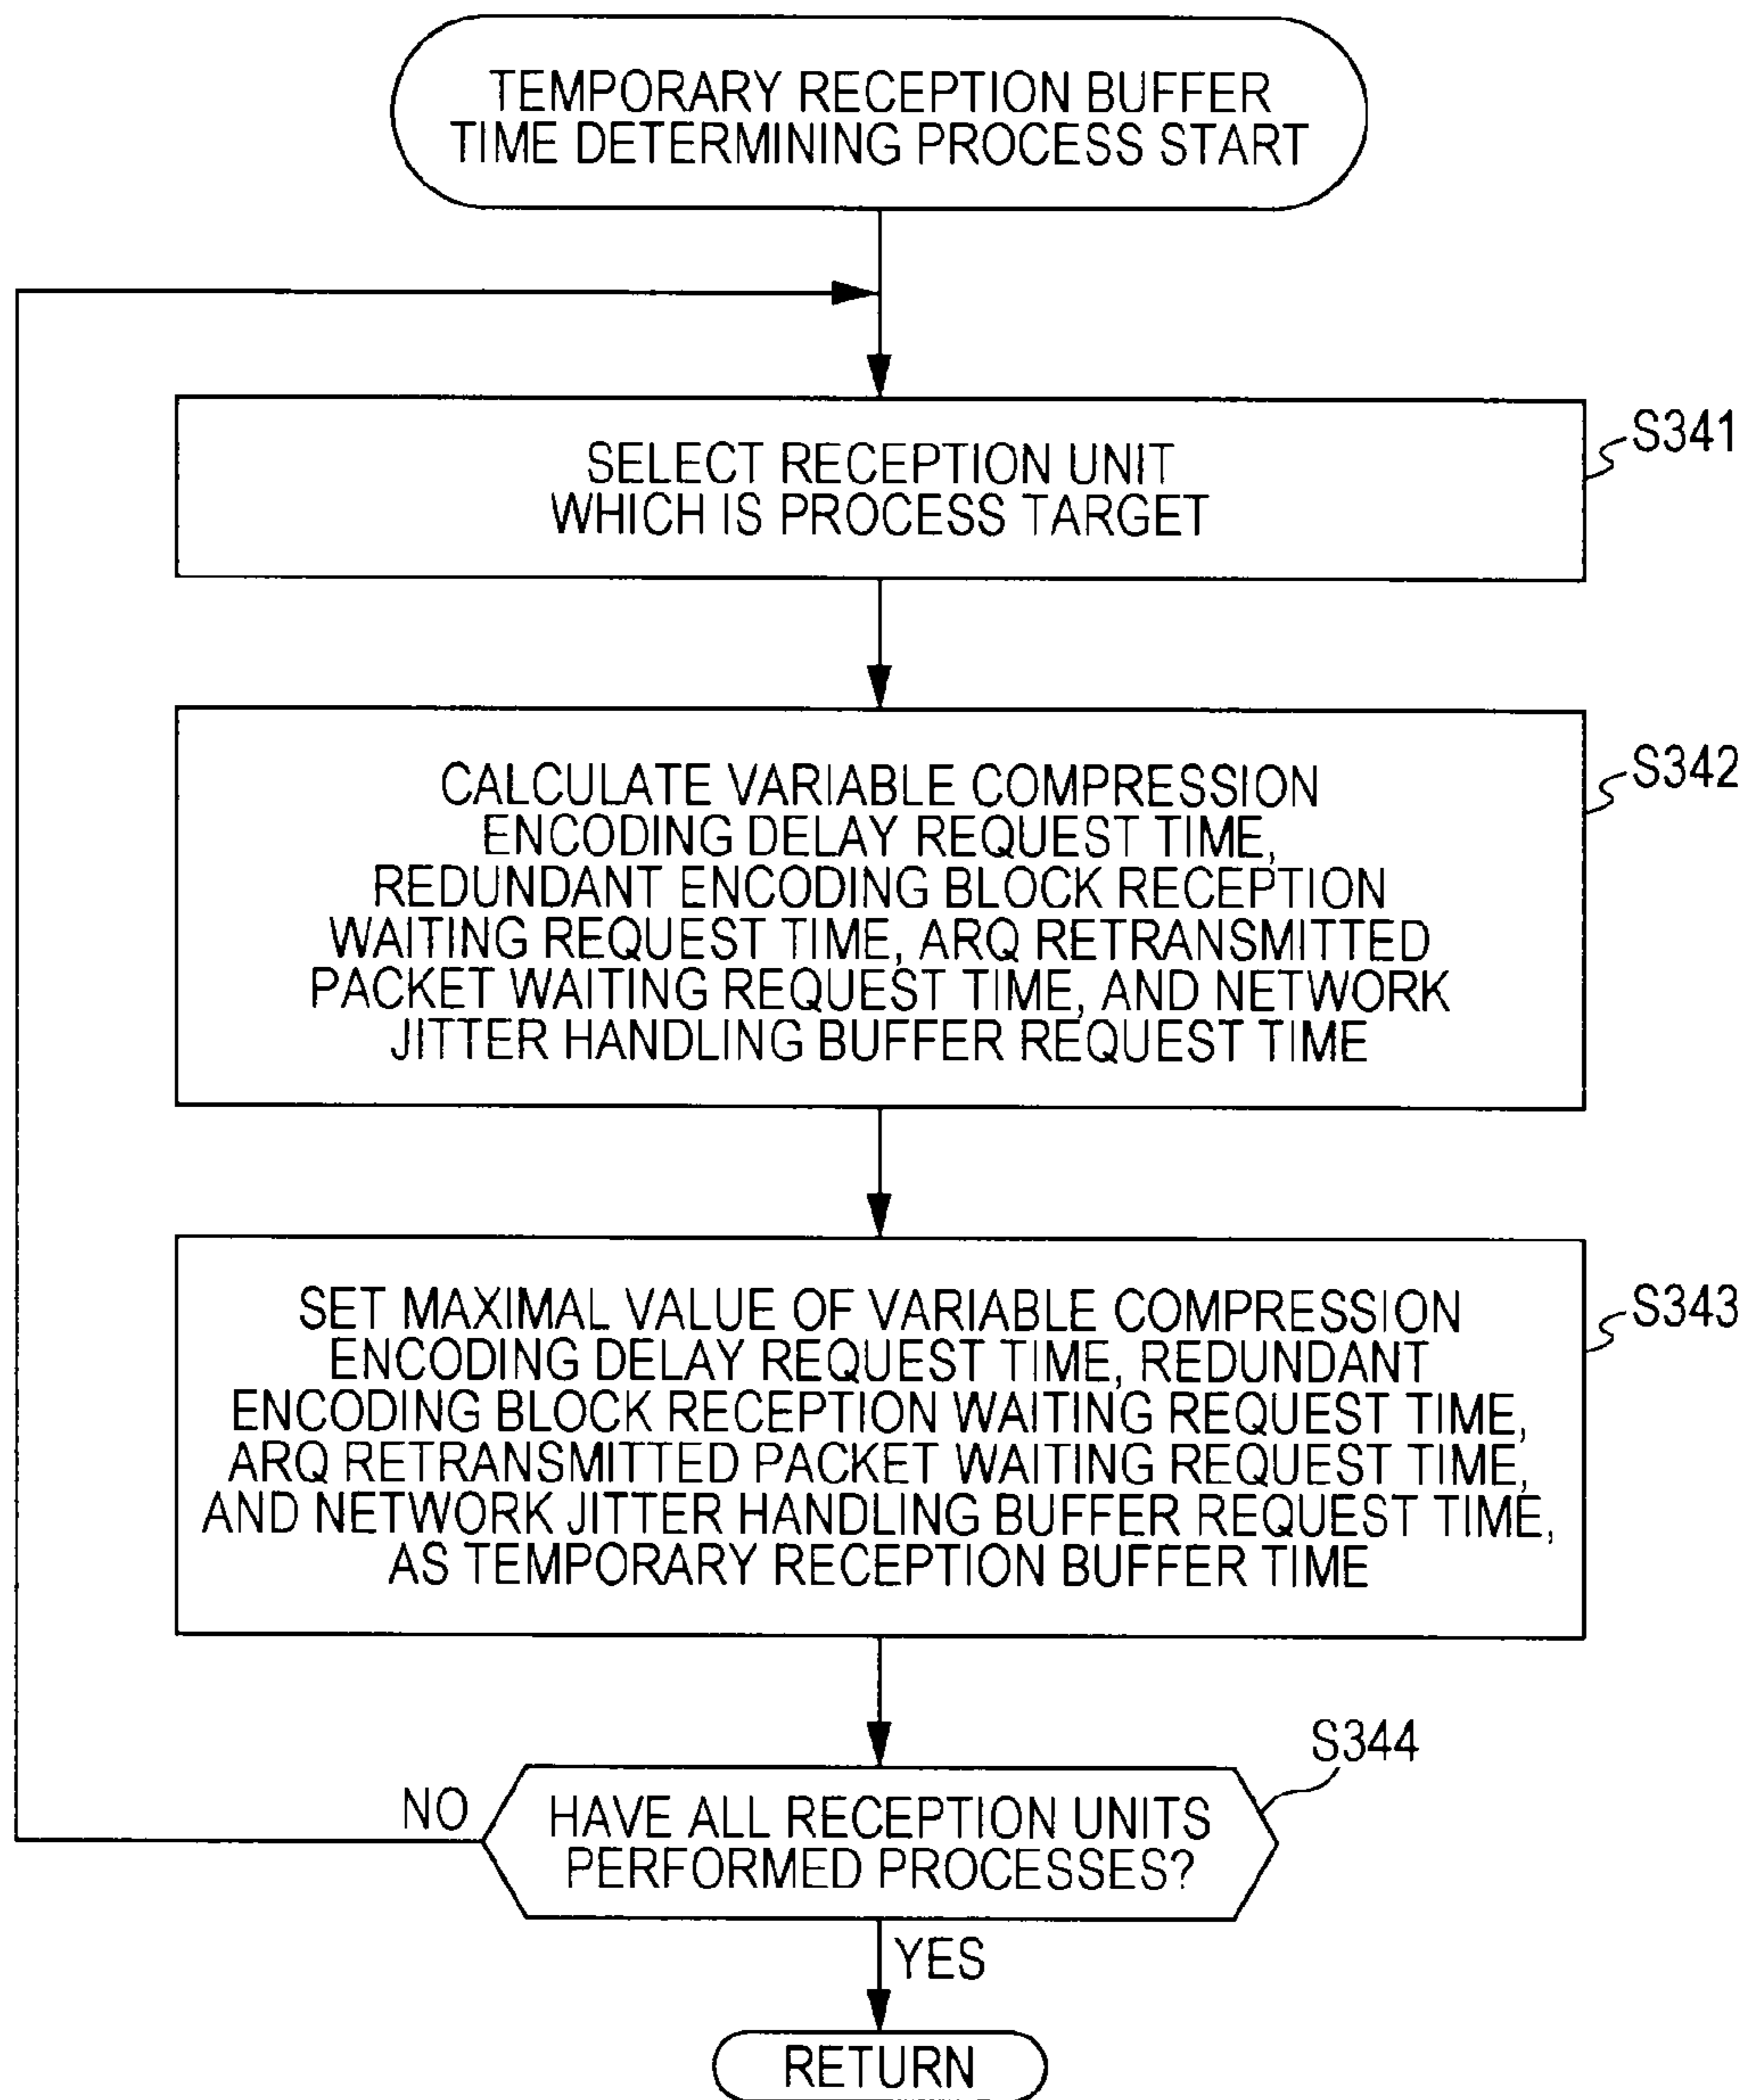 TEMPORARY RECEPTION BUFFER
TIME DETERMINING PROCESS START
SELECT RECEPTION UNIT
WHICH IS PROCESS TARGET
S341
CALCULATE VARIABLE COMPRESSION
ENCODING DELAY REQUEST TIME,
REDUNDANT ENCODING BLOCK RECEPTION
WAITING REQUEST TIME, ARQ RETRANSMITTED
PACKET WAITING REQUEST TIME, AND NETWORK
JITTER HANDLING BUFFER REQUEST TIME
S342
SET MAXIMAL VALUE OF VARIABLE COMPRESSION
ENCODING DELAY REQUEST TIME, REDUNDANT
ENCODING BLOCK RECEPTION WAITING REQUEST TIME,
ARQ RETRANSMITTED PACKET WAITING REQUEST TIME,
AND NETWORK JITTER HANDLING BUFFER REQUEST TIME,
AS TEMPORARY RECEPTION BUFFER TIME
S343
S344
NO
HAVE ALL RECEPTION UNITS
PERFORMED PROCESSES?
YES
RETURN